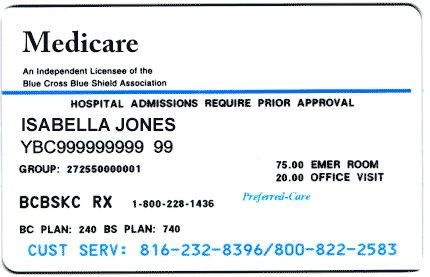 Medicare
An Independent Licensee of the
Blue Cross Blue Shield Association
HOSPITAL ADMISSIONS REQUIRE PRIOR APPROVAL
ISABELLA JONES
YBC999999999 99
GROUP: 272550000001
75.00 EMER ROOM
20.00 OFFICE VISIT
Preferred-Care
BCBSKC RX 1-800-228-1436
BC PLAN: 240 BS PLAN: 740
CUST SERV: 816-232-8396/800-822-2583